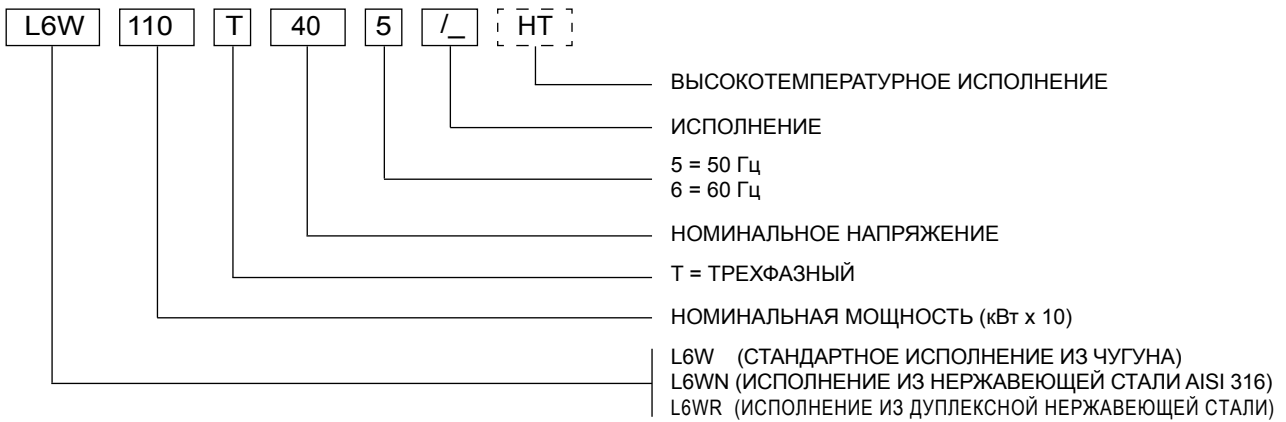 L6W 110 T 40 5 /_ HT
ВЫСОКОТЕМПЕРАТУРНОЕ ИСПОЛНЕНИЕ
ИСПОЛНЕНИЕ
5 = 50 Гц
6 = 60 Гц
НОМИНАЛЬНОЕ НАПРЯЖЕНИЕ
Т = ТРЕХФАЗНЫЙ
НОМИНАЛЬНАЯ МОЩНОСТЬ (кВт х 10)
L6W (СТАНДАРТНОЕ ИСПОЛНЕНИЕ ИЗ ЧУГУНА)
L6WN (ИСПОЛНЕНИЕ ИЗ НЕРЖАВЕЮЩЕЙ СТАЛИ AISI 316)
L6WR (ИСПОЛНЕНИЕ ИЗ ДУПЛЕКСНОЙ НЕРЖАВЕЮЩЕЙ СТАЛИ)